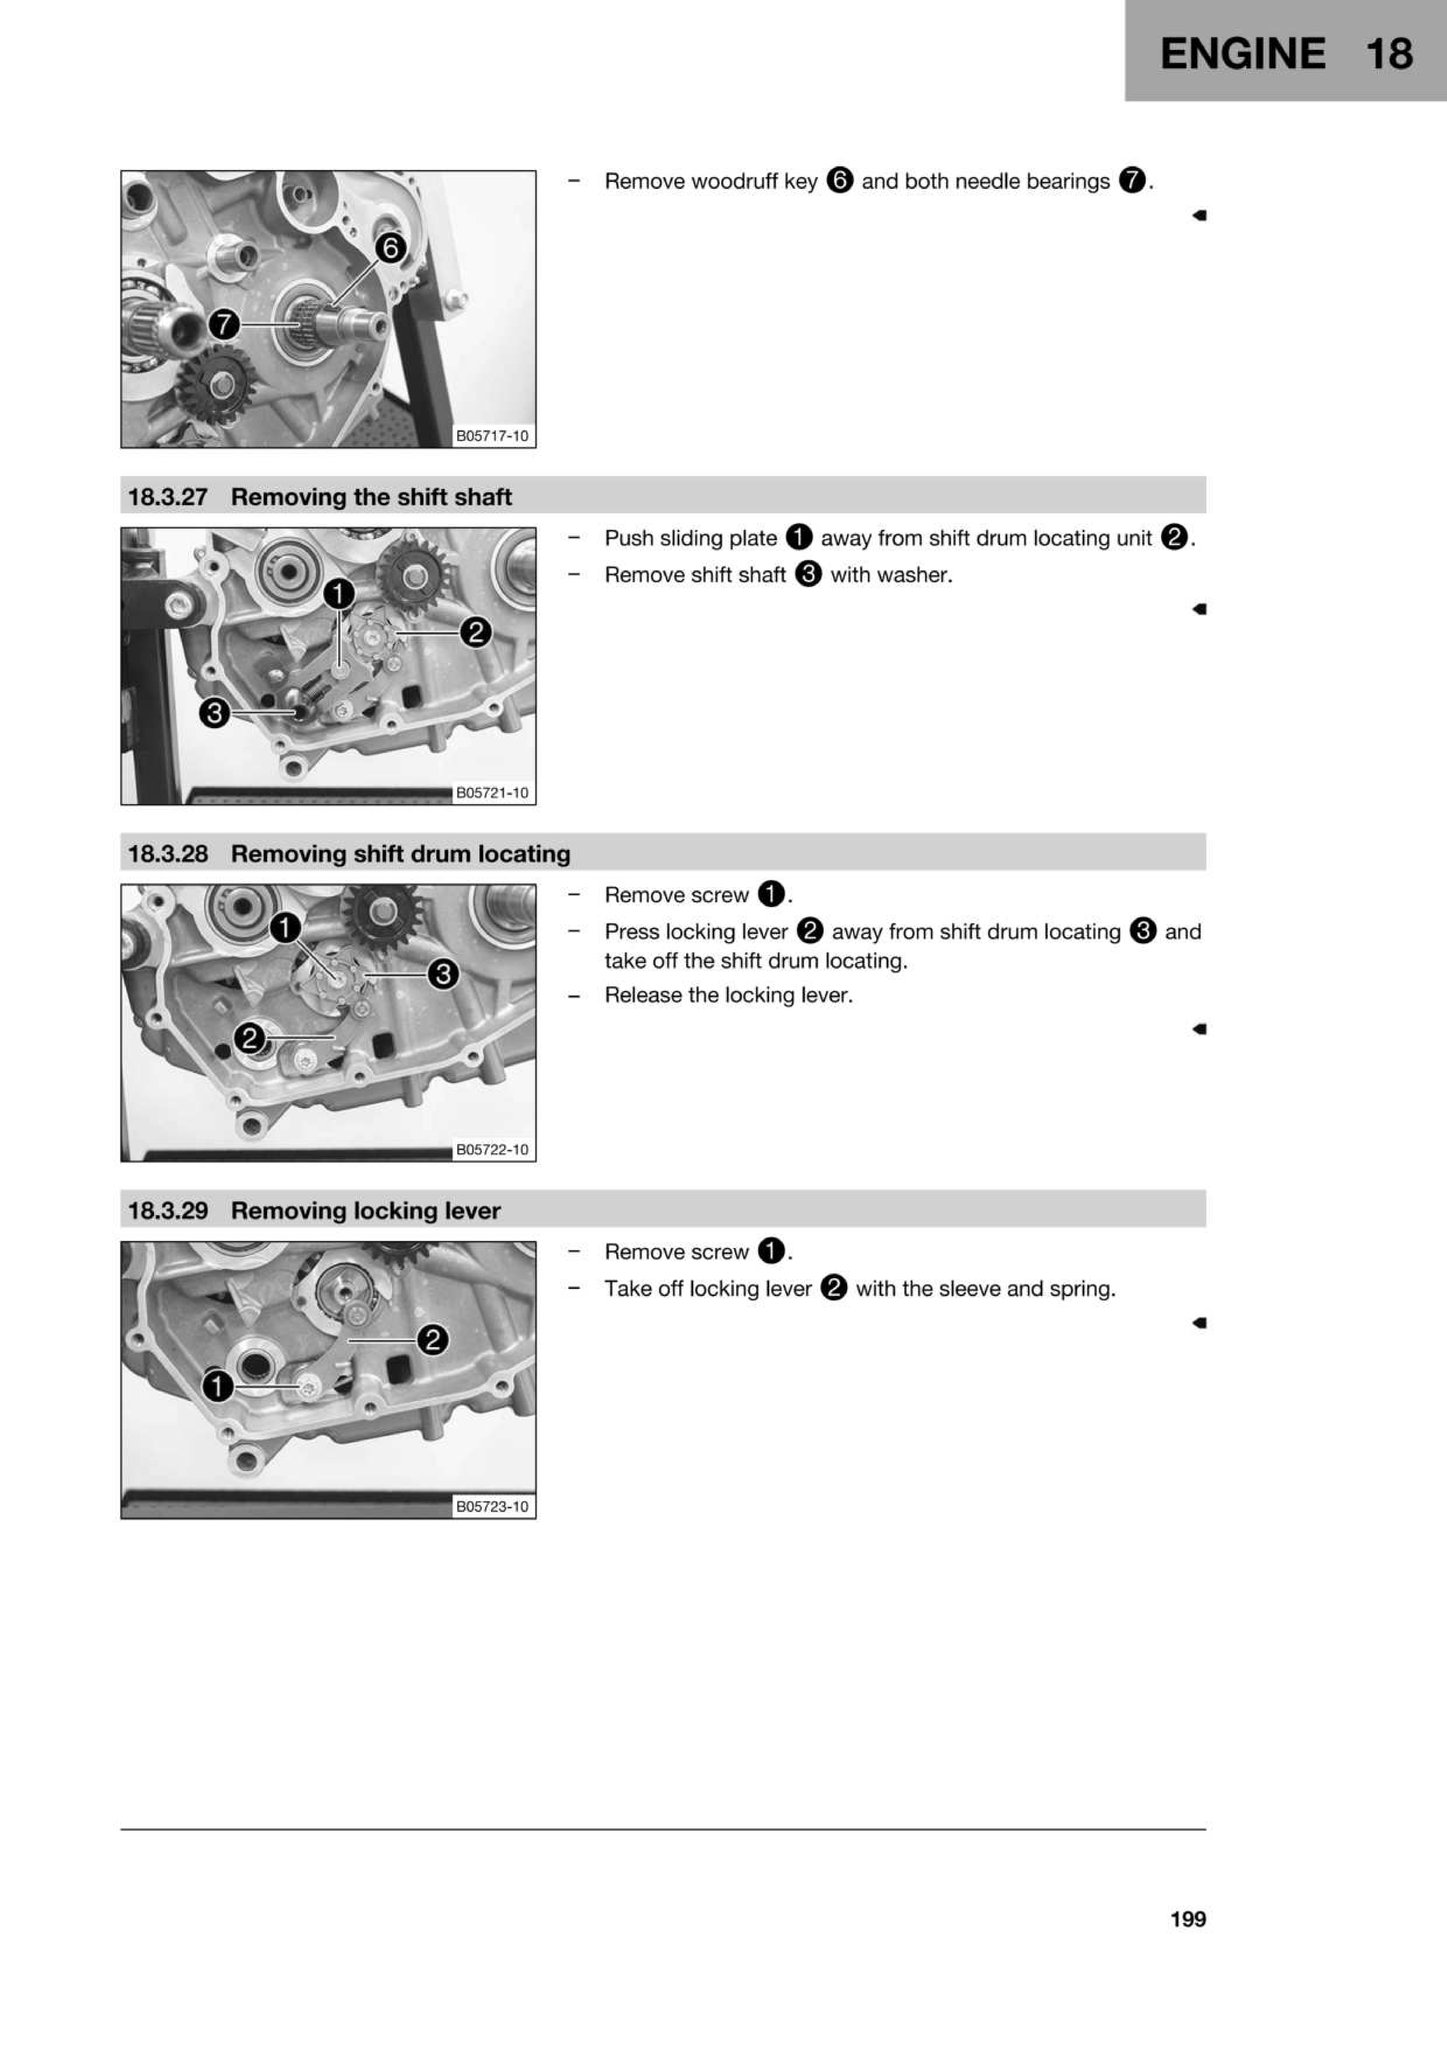 ENGINE 18
– Remove woodruff key 6 and both needle bearings 7.
6
7
B05717-10
18.3.27 Removing the shift shaft
– Push sliding plate 1 away from shift drum locating unit 2.
– Remove shift shaft 3 with washer.
1
2
3
B05721-10
18.3.28 Removing shift drum locating
– Remove screw 1.
– Press locking lever 2 away from shift drum locating 3 and
take off the shift drum locating.
– Release the locking lever.
1
3
2
B05722-10
18.3.29 Removing locking lever
– Remove screw 1.
– Take off locking lever 2 with the sleeve and spring.
2
1
B05723-10
199